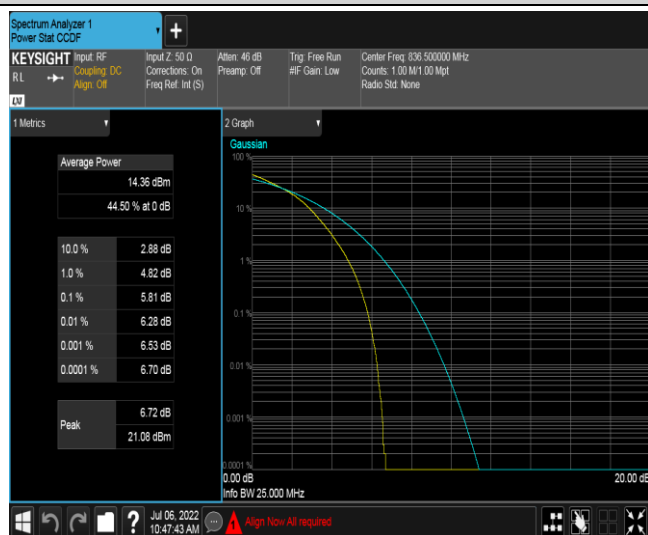 Spectrum Analyzer 1
Power Stat CCDF
+
KEYSIGHT
RL
LXI
Input: RF
Coupling: DC
Align: Off
Input Z: 50 Ω
Corrections: On
Freq Ref: Int (S)
Atten: 46 dB
Preamp: Off
Trig: Free Run
#IF Gain: Low
Center Freq: 836.500000 MHz
Counts: 1.00 M/1.00 Mpt
Radio Std: None
1 Metrics
Average Power
14.36 dBm
44.50 % at 0 dB
10.0 % 2.88 dB
1.0 % 4.82 dB
0.1 % 5.81 dB
0.01 % 6.28 dB
0.001 % 6.53 dB
0.0001 % 6.70 dB
Peak
6.72 dB
21.08 dBm
2 Graph
Gaussian
100 %
10 %
1 %
0.1 %
0.01 %
0.001 %
0.0001 %
0.00 dB 20.00 dB
Info BW 25.000 MHz
?
Jul 06, 2022
10:47:43 AM
Align Now All required